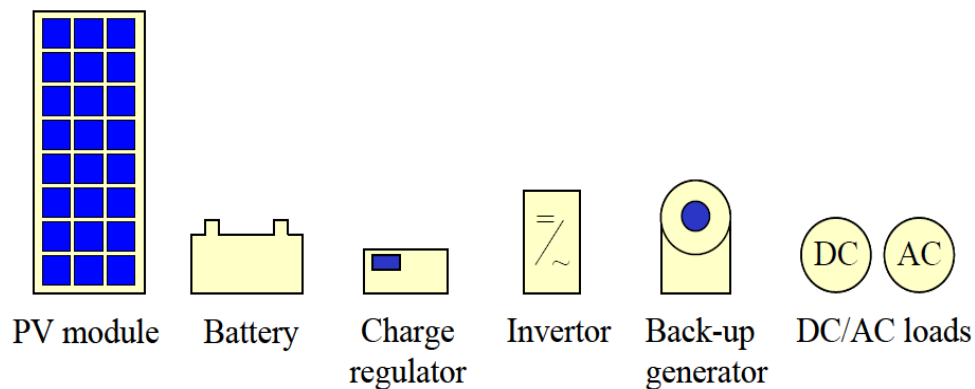 =
~
DC AC
PV module Battery Charge Invertor Back-up DC/AC loads
regulator generator